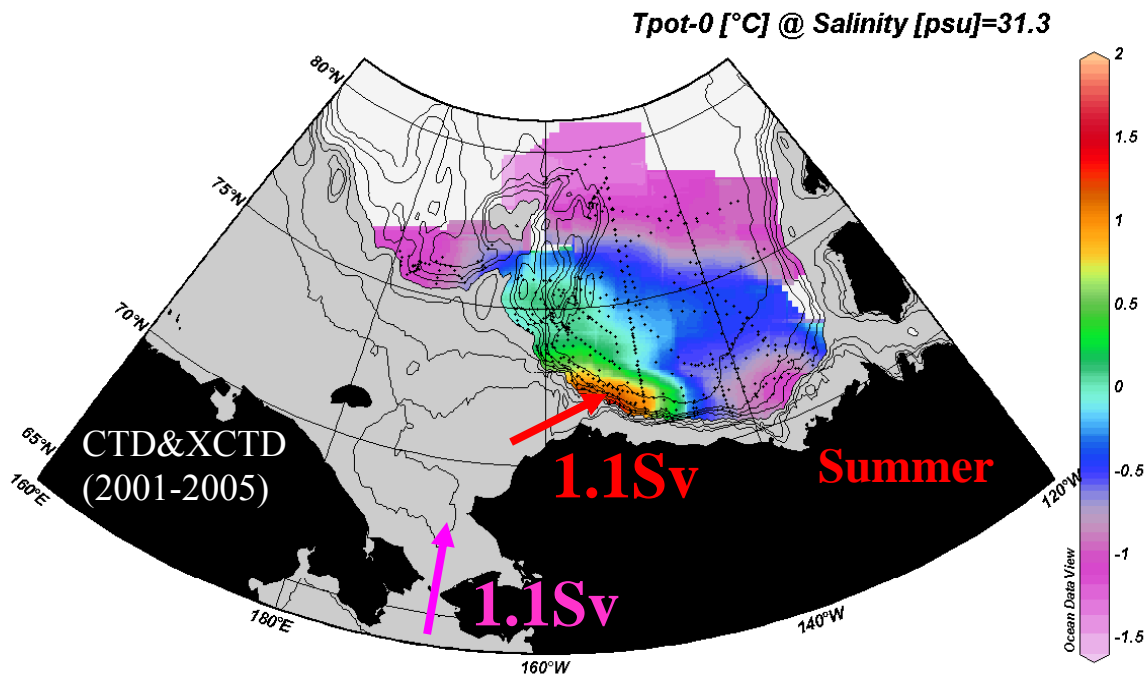 Tpot-0 [°C] @ Salinity [psu]=31.3
80°N
75°N
70°N
65°N
160°E
180°E
160°W
140°W
120°W
CTD&XCTD
(2001-2005)
1.1Sv
Summer
1.1Sv
2
1.5
1
0.5
0
-0.5
-1
-1.5
Ocean Data View